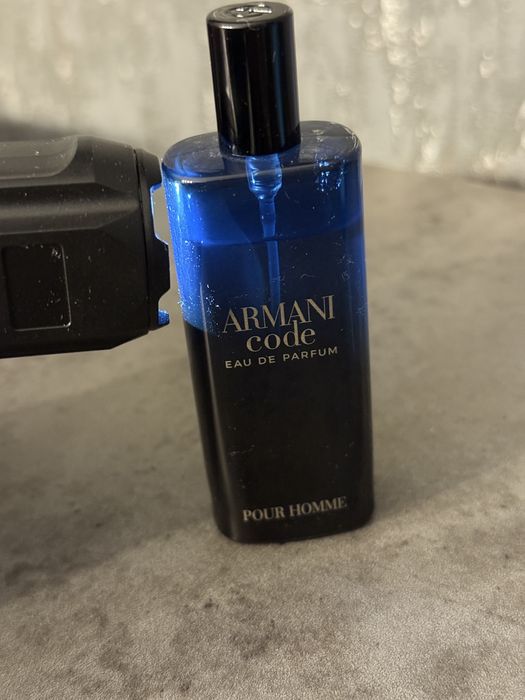 ARMANI
code
EAU DE PARFUM
POUR HOMME